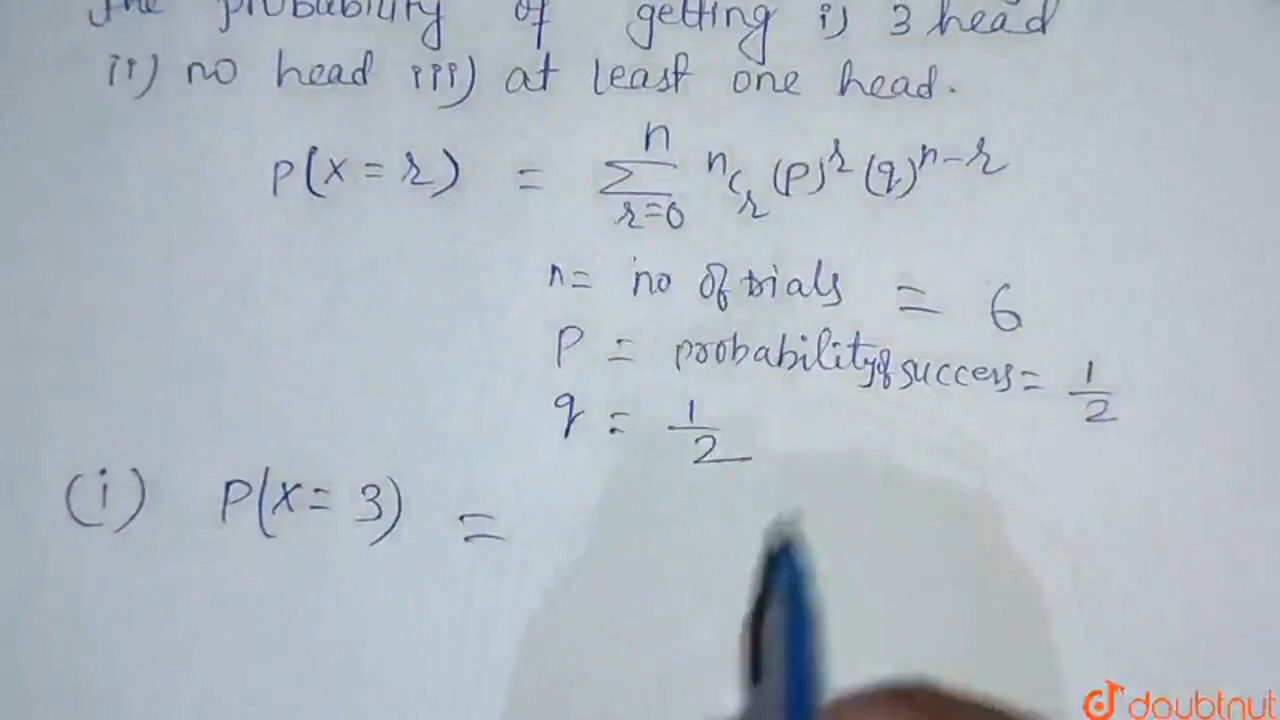 The probability of getting i) 3 head
ii) no head iii) at least one head.
P(X = r) = n∑r=0 ⁿCᵣ (p)ʳ (q)ⁿ⁻ʳ
n = no of trials = 6
P = probability of success = 1/2
q = 1/2
(i) P(X = 3) =
doubtnut